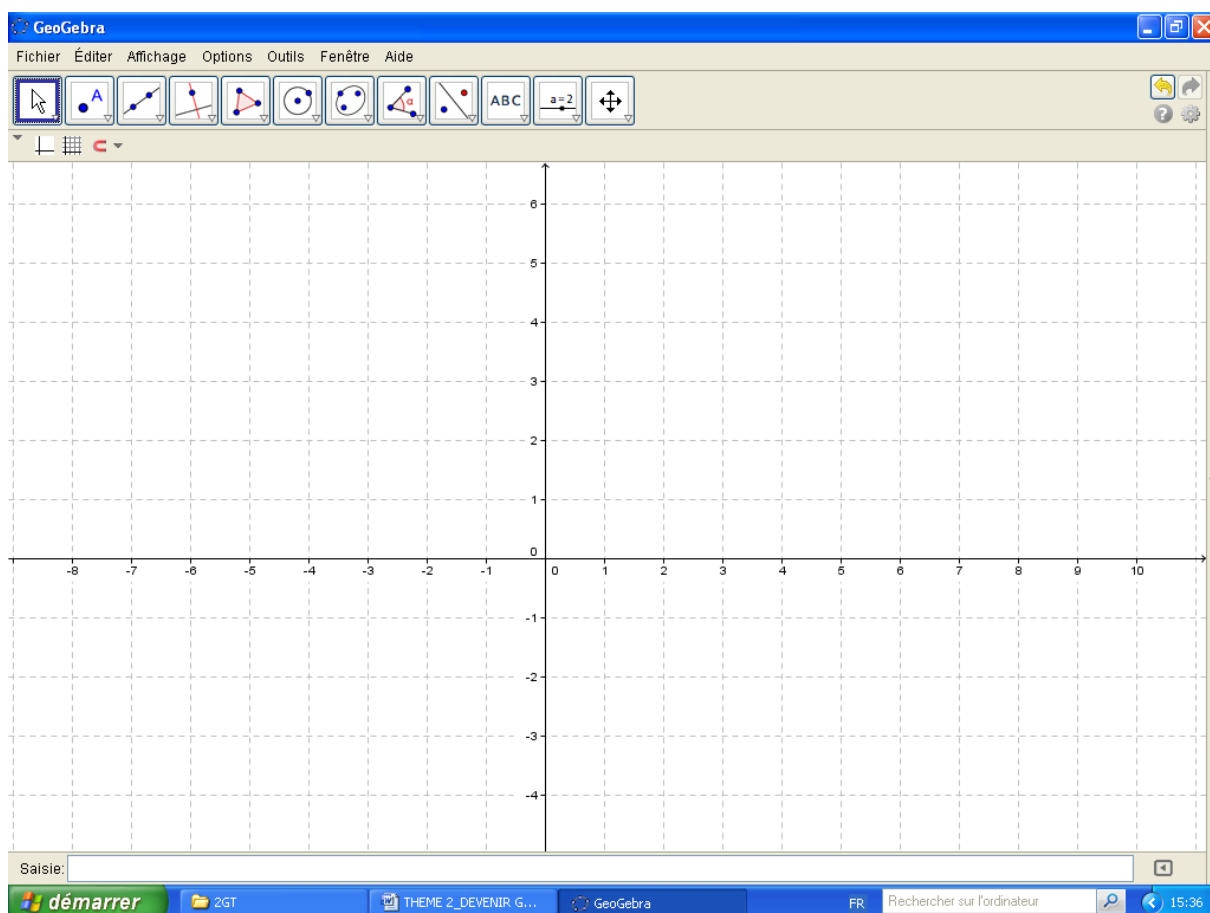 GeoGebra
Fichier Éditer Affichage Options Outils Fenêtre Aide
A α ABC a=2
6
5
4
3
2
1
0
-8 -7 -6 -5 -4 -3 -2 -1 0 1 2 3 4 5 6 7 8 9 10
-1
-2
-3
-4
Saisie:
démarrer 2GT THEME 2_DEVENIR G... GeoGebra FR Rechercher sur l'ordinateur 15:36